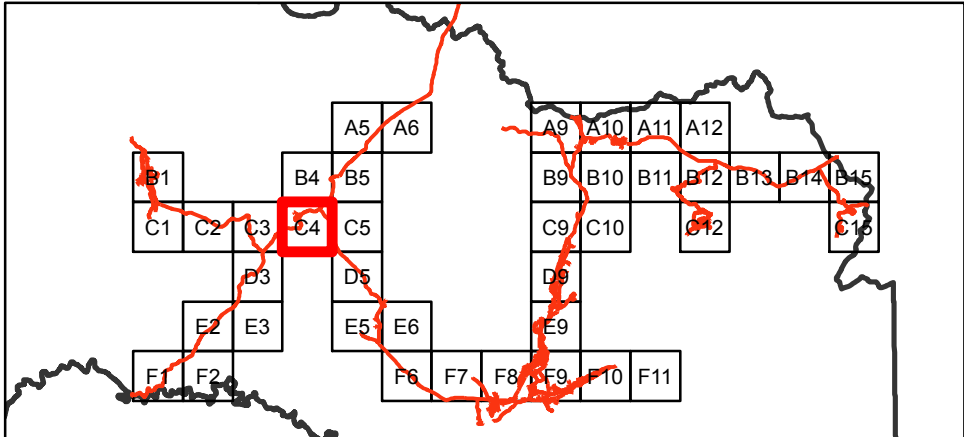 A5 A6 A9 A10 A11 A12
B1 B4 B5 B9 B10 B11 B12 B13 B14 B15
C1 C2 C3 C4 C5 C9 C10 C12 C15
D3 D5 D9
E2 E3 E5 E6 E9
F1 F2 F6 F7 F8 F9 F10 F11